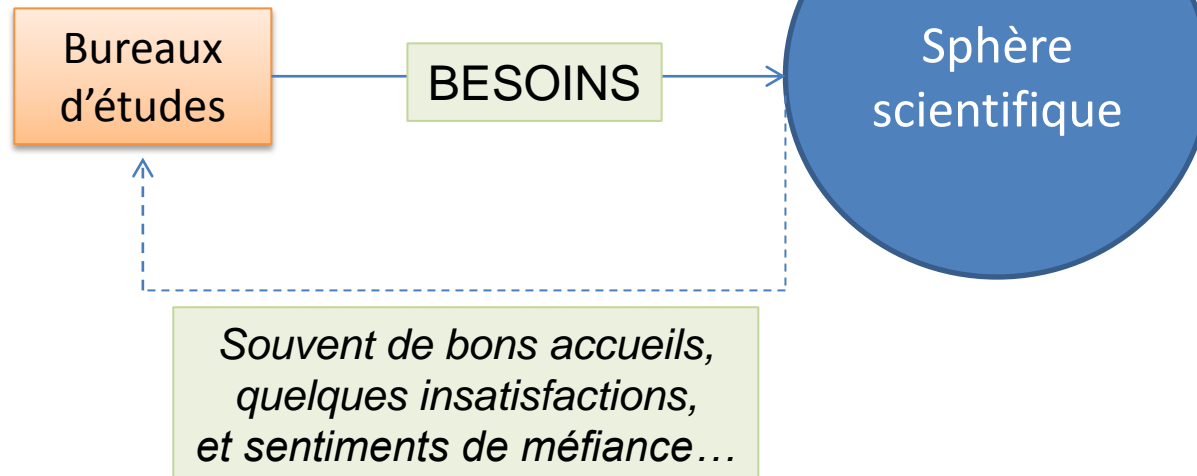 Bureaux
d’études
BESOINS
Sphère
scientifique
Souvent de bons accueils,
quelques insatisfactions,
et sentiments de méfiance…